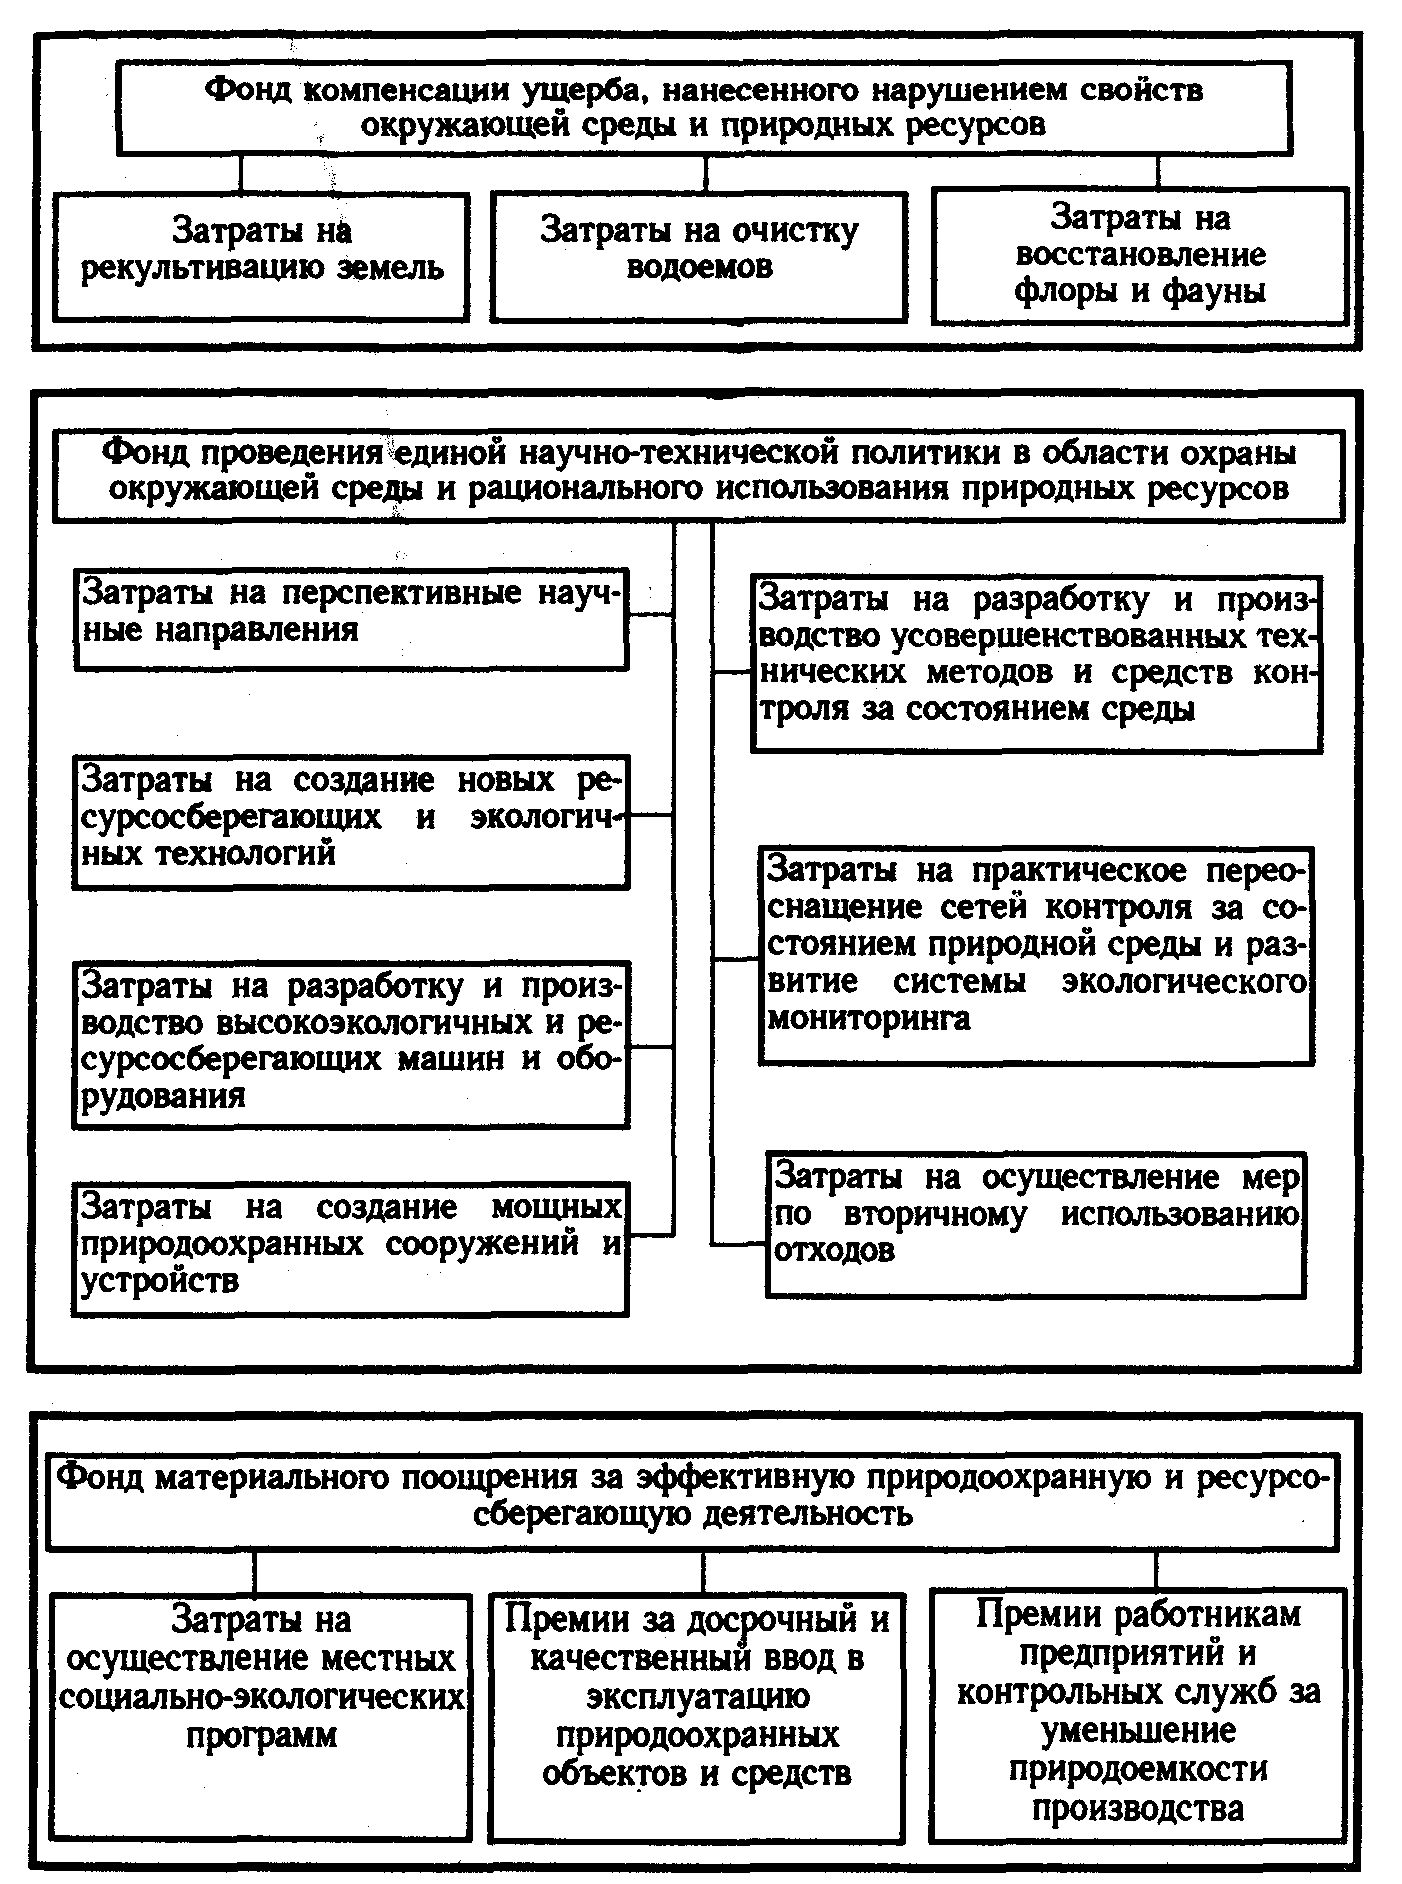 Фонд компенсации ущерба, нанесенного нарушением свойств
окружающей среды и природных ресурсов
Затраты на
рекультивацию земель
Затраты на очистку
водоемов
Затраты на
восстановление
флоры и фауны
Фонд проведения единой научно-технической политики в области охраны
окружающей среды и рационального использования природных ресурсов
Затраты на перспективные науч-
ные направления
Затраты на создание новых ре-
сурсосберегающих и экологич-
ных технологий
Затраты на разработку и произ-
водство высокоэкологичных и ре-
сурсосберегающих машин и обо-
рудования
Затраты на создание мощных
природоохранных сооружений и
устройств
Затраты на разработку и произ-
водство усовершенствованных тех-
нических методов и средств кон-
троля за состоянием среды
Затраты на практическое перео-
снащение сетей контроля за со-
стоянием природной среды и раз-
витие системы экологического
мониторинга
Затраты на осуществление мер
по вторичному использованию
отходов
Фонд материального поощрения за эффективную природоохранную и ресурсо-
сберегающую деятельность
Затраты на
осуществление местных
социально-экологических
программ
Премии за досрочный и
качественный ввод в
эксплуатацию
природоохранных
объектов и средств
Премии работникам
предприятий и
контрольных служб за
уменьшение
природоемкости
производства